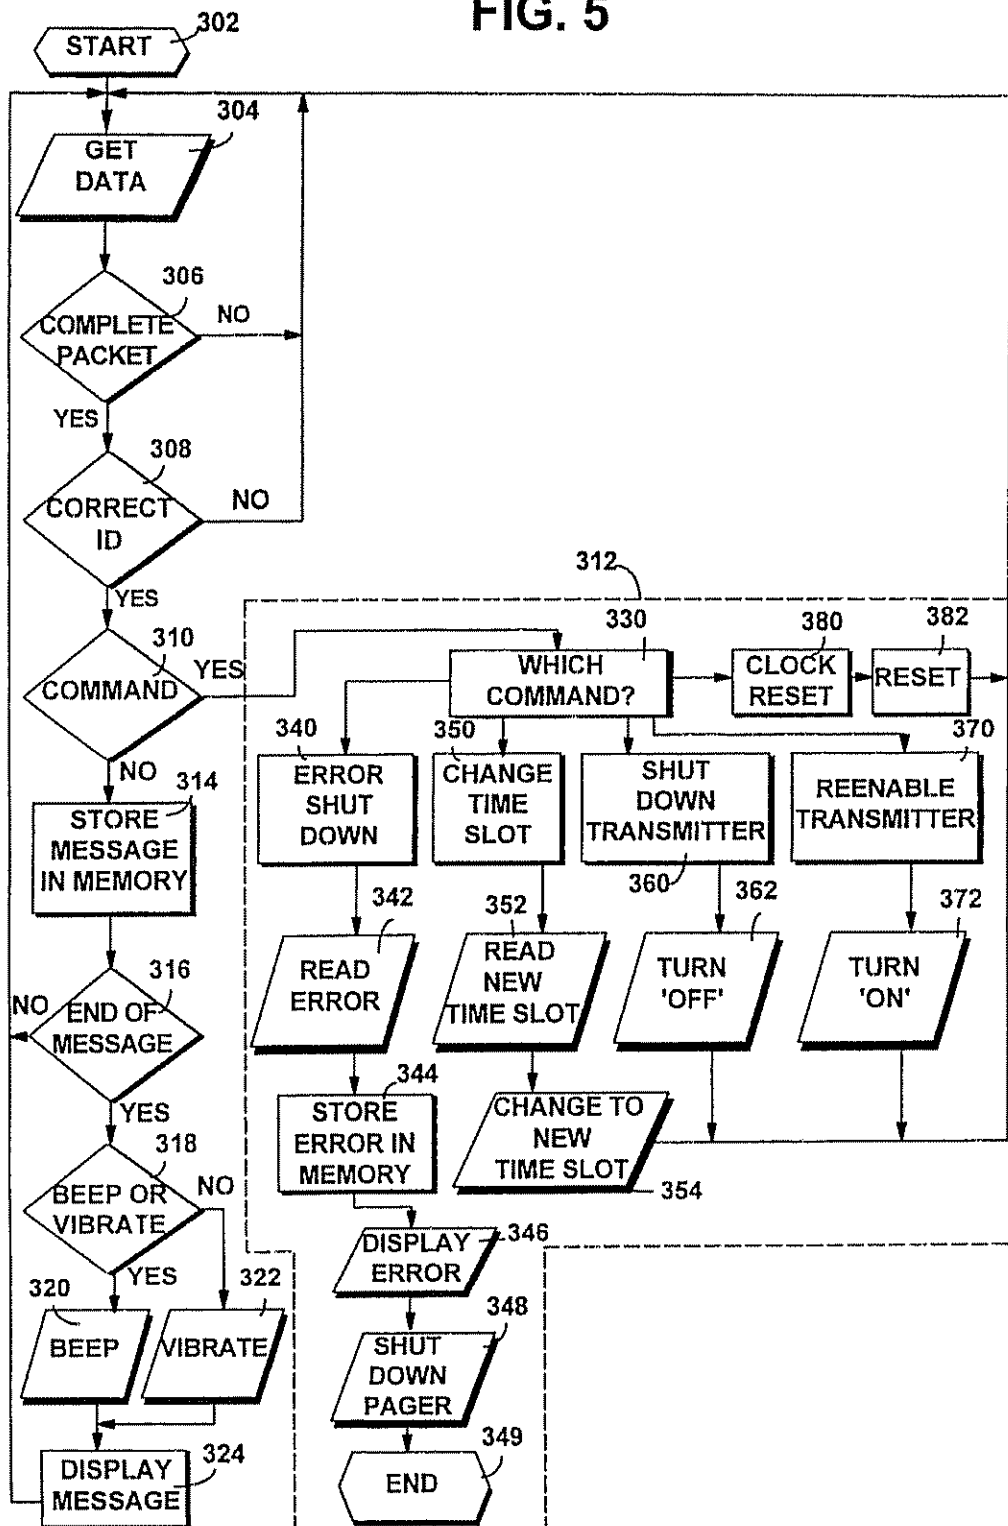 FIG. 5
START
302
304
GET
DATA
306
COMPLETE
PACKET
NO
YES
308
CORRECT
ID
NO
YES
310
COMMAND
YES
NO
314
STORE
MESSAGE
IN MEMORY
316
NO
END OF
MESSAGE
YES
318
BEEP OR
VIBRATE
NO
YES
320
BEEP
322
VIBRATE
DISPLAY
MESSAGE
324
312
330
WHICH
COMMAND?
380
CLOCK
RESET
382
RESET
340
ERROR
SHUT
DOWN
350
CHANGE
TIME
SLOT
SHUT
DOWN
TRANSMITTER
360
370
REENABLE
TRANSMITTER
342
READ
ERROR
352
READ
NEW
TIME SLOT
362
TURN
'OFF'
372
TURN
'ON'
344
STORE
ERROR IN
MEMORY
CHANGE TO
NEW
TIME SLOT
354
DISPLAY
ERROR
346
SHUT
DOWN
PAGER
348
END
349